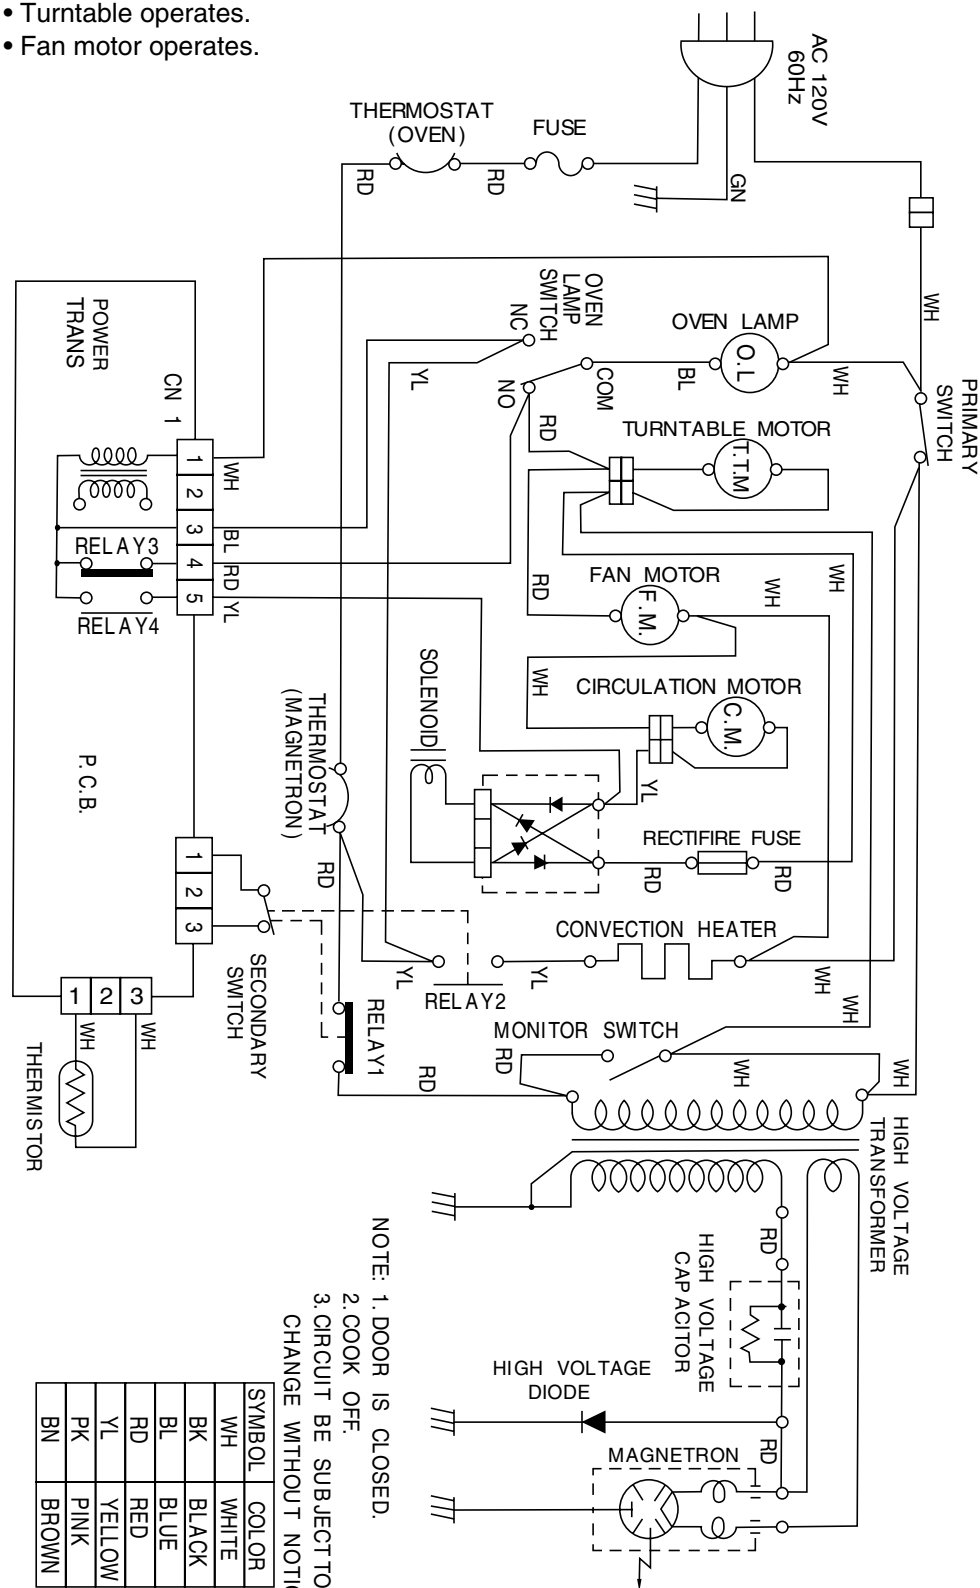 • Turntable operates.
• Fan motor operates.
AC 120V
60Hz
THERMOSTAT
(OVEN)
FUSE
RD
RD
GN
WH
POWER
TRANS
CN 1
OVEN
LAMP
SWITCH
NC
NO
COM
YL
RD
OVEN LAMP
O.L
BL
WH
PRIMARY
SWITCH
TURNTABLE MOTOR
T.T.M
1
2
3
4
5
WH
BL
RD
YL
RELAY3
RELAY4
FAN MOTOR
F.M.
RD
WH
WH
WH
CIRCULATION MOTOR
C.M.
YL
SOLENOID
THERMOSTAT
(MAGNETRON)
RD
P.C.B.
RECTIFIRE FUSE
RD
RD
1
2
3
SECONDARY
SWITCH
CONVECTION HEATER
YL
YL
RELAY2
WH
WH
1 2 3
WH
WH
THERMISTOR
RELAY1
RD
MONITOR SWITCH
RD
WH
WH
HIGH VOLTAGE
TRANSFORMER
RD
HIGH VOLTAGE
CAPACITOR
HIGH VOLTAGE
DIODE
RD
MAGNETRON
NOTE: 1. DOOR IS CLOSED.
2. COOK OFF.
3. CIRCUIT BE SUBJECT TO
CHANGE WITHOUT
SYMBOL COLOR
WH WHITE
BK BLACK
BL BLUE
RD RED
YL YELLOW
PK PINK
BN BROWN